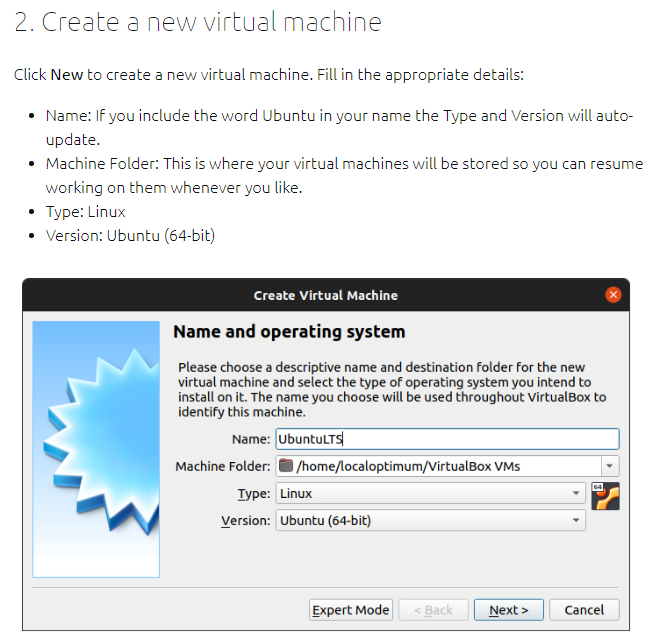 2. Create a new virtual machine
Click New to create a new virtual machine. Fill in the appropriate details:
Name: If you include the word Ubuntu in your name the Type and Version will auto-
update.
Machine Folder: This is where your virtual machines will be stored so you can resume
working on them whenever you like.
Type: Linux
Version: Ubuntu (64-bit)
Create Virtual Machine
Name and operating system
Please choose a descriptive name and destination folder for the new
virtual machine and select the type of operating system you intend to
install on it. The name you choose will be used throughout VirtualBox to
identify this machine.
Name: UbuntuLTS
Machine Folder: /home/localoptimum/VirtualBox VMs
Type: Linux
64
Version: Ubuntu (64-bit)
Expert Mode < Back Next > Cancel